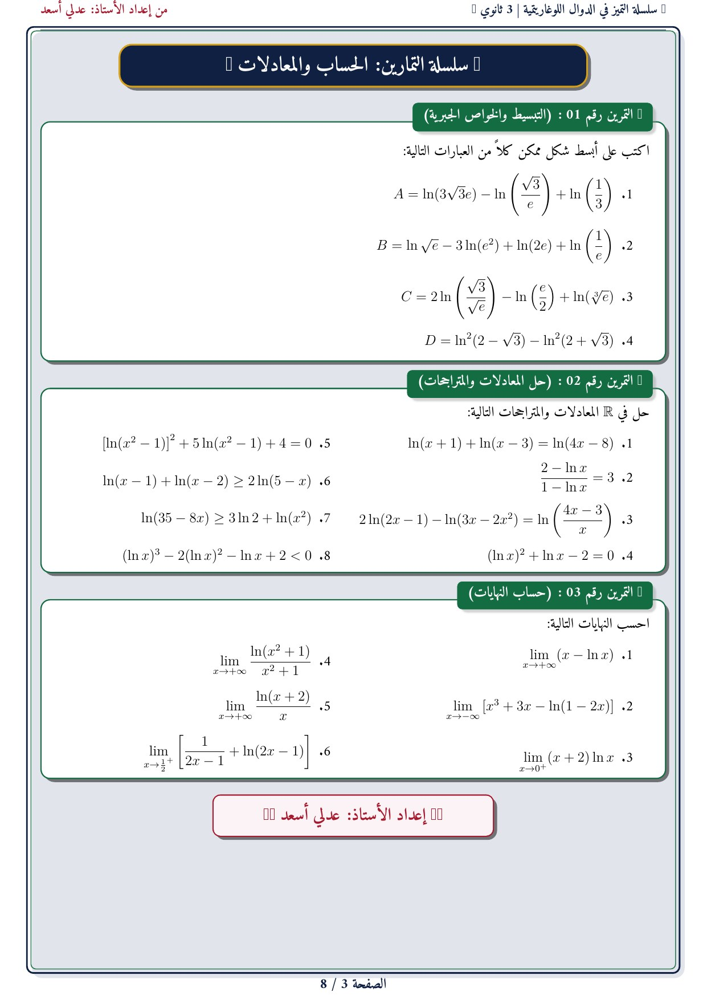 سلسلة التميز في الدوال اللوغاريتمية | 3 ثانوي
من إعداد الأستاذ: عدلي أسعد
سلسلة التمارين: الحساب والمعادلات
التمرين رقم 01 : (التبسيط والخواص الجبرية)
اكتب على أبسط شكل ممكن كلاً من العبارات التالية:
1. $A = \ln(3\sqrt{3}e) - \ln\left(\frac{\sqrt{3}}{e}\right) + \ln\left(\frac{1}{3}\right)$
2. $B = \ln\sqrt{e} - 3\ln(e^2) + \ln(2e) + \ln\left(\frac{1}{e}\right)$
3. $C = 2\ln\left(\frac{\sqrt{3}}{\sqrt{e}}\right) - \ln\left(\frac{e}{2}\right) + \ln(\sqrt[3]{e})$
4. $D = \ln^2(2 - \sqrt{3}) - \ln^2(2 + \sqrt{3})$
التمرين رقم 02 : (حل المعادلات والمتراجحات)
حل في ℝ المعادلات والمتراجحات التالية:
1. $\ln(x + 1) + \ln(x - 3) = \ln(4x - 8)$
2. $\frac{2 - \ln x}{1 - \ln x} = 3$
3. $2\ln(2x - 1) - \ln(3x - 2x^2) = \ln\left(\frac{4x - 3}{x}\right)$
4. $(\ln x)^2 + \ln x - 2 = 0$
5. $[\ln(x^2 - 1)]^2 + 5\ln(x^2 - 1) + 4 = 0$
6. $\ln(x - 1) + \ln(x - 2) \geq 2\ln(5 - x)$
7. $\ln(35 - 8x) \geq 3\ln 2 + \ln(x^2)$
8. $(\ln x)^3 - 2(\ln x)^2 - \ln x + 2 < 0$
التمرين رقم 03 : (حساب النهايات)
احسب النهايات التالية:
1. $\lim_{x \to +\infty} (x - \ln x)$
2. $\lim_{x \to -\infty} [x^3 + 3x - \ln(1 - 2x)]$
3. $\lim_{x \to 0^+} (x + 2)\ln x$
4. $\lim_{x \to +\infty} \frac{\ln(x^2 + 1)}{x^2 + 1}$
5. $\lim_{x \to +\infty} \frac{\ln(x + 2)}{x}$
6. $\lim_{x \to \frac{1}{2}^+} \left[\frac{1}{2x - 1} + \ln(2x - 1)\right]$
إعداد الأستاذ: عدلي أسعد
الصفحة 3 / 8